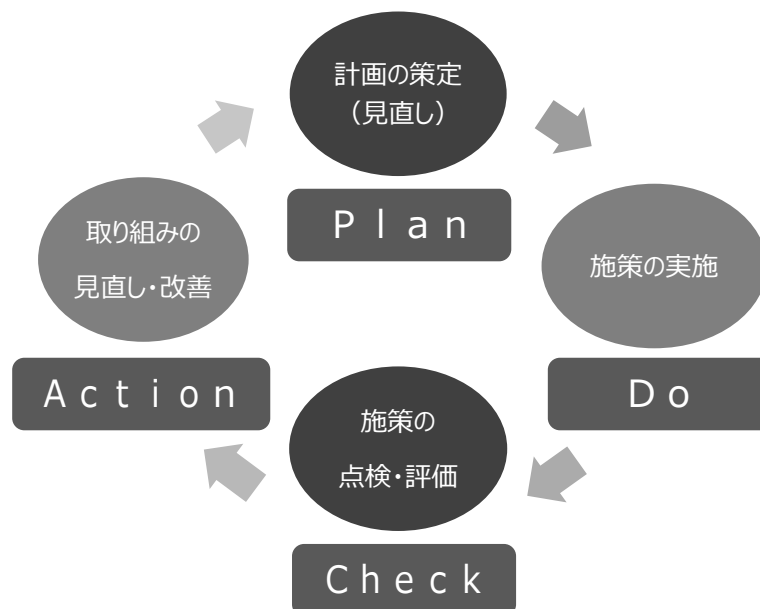 計画の策定
（見直し）
Ｐｌａｎ
施策の実施
Ｄｏ
施策の
点検・評価
Ｃｈｅｃｋ
取り組みの
見直し・改善
Ａｃｔｉｏｎ